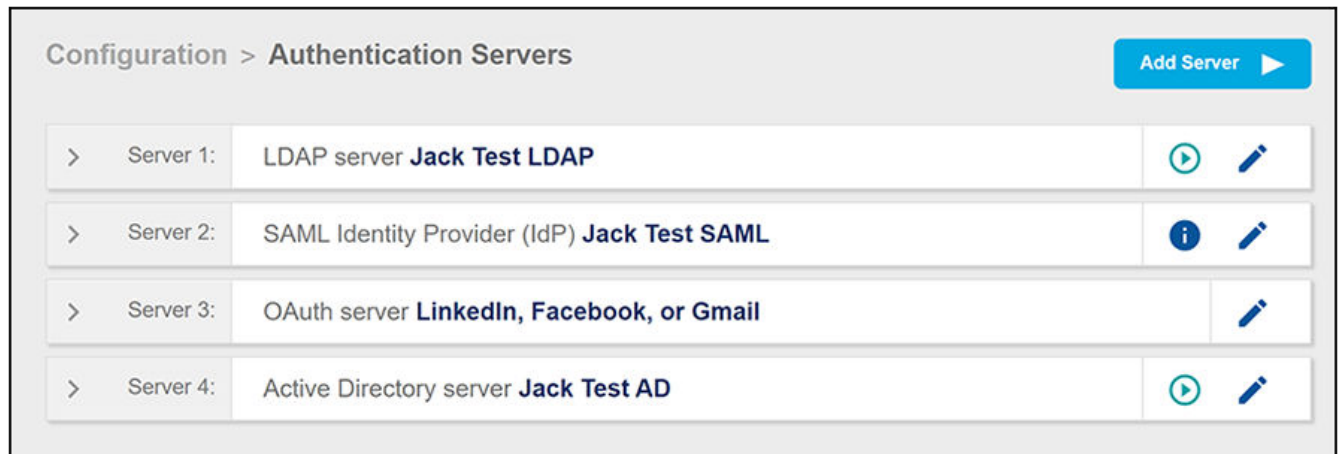 Configuration > Authentication Servers
Add Server
Server 1: LDAP server Jack Test LDAP
Server 2: SAML Identity Provider (IdP) Jack Test SAML
Server 3: OAuth server LinkedIn, Facebook, or Gmail
Server 4: Active Directory server Jack Test AD